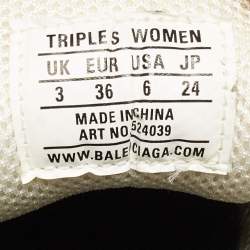 TRIPLE S WOMEN
UK EUR USA JP
3 36 6 24
MADE IN CHINA
ART NO. 524039
WWW.BALENCIAGA.COM